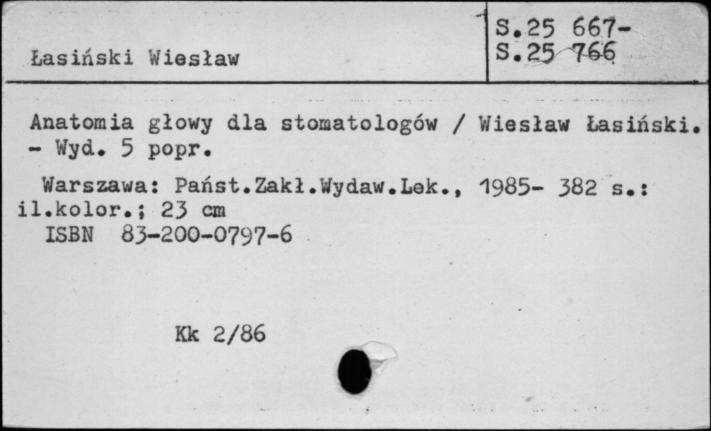 S.25 667-
S.25 766
Łasiński Wiesław
Anatomia głowy dla stomatologów / Wiesław Łasiński.
- Wyd. 5 popr.
Warszawa: Państ.Zakł.Wydaw.Lek., 1985- 382 s.:
il.kolor.; 23 cm
ISBN 83-200-0797-6
Kk 2/86